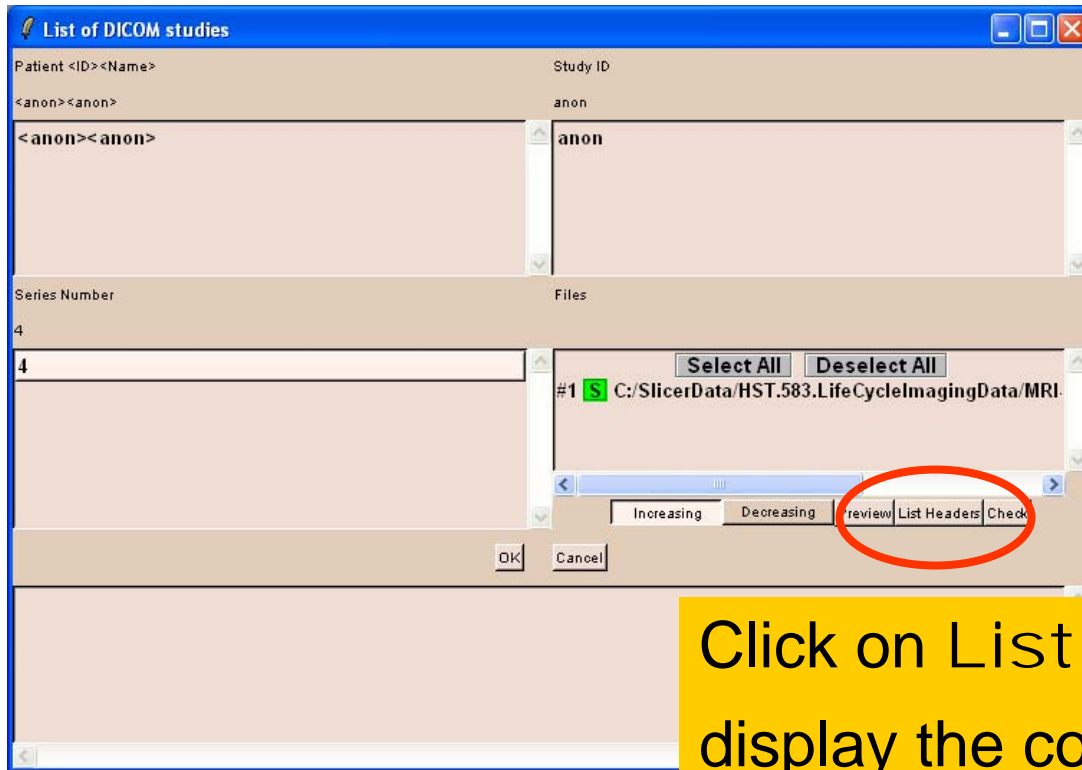 List of DICOM studies
Patient <ID><Name>
Study ID
<anon><anon>
anon
<anon><anon>
anon
Series Number
Files
4
4
Select All Deselect All
#1 S C:/SlicerData/HST.583.LifeCycleImagingData/MRI-
Increasing Decreasing Preview List Headers Check
OK Cancel
Click on List
display the co